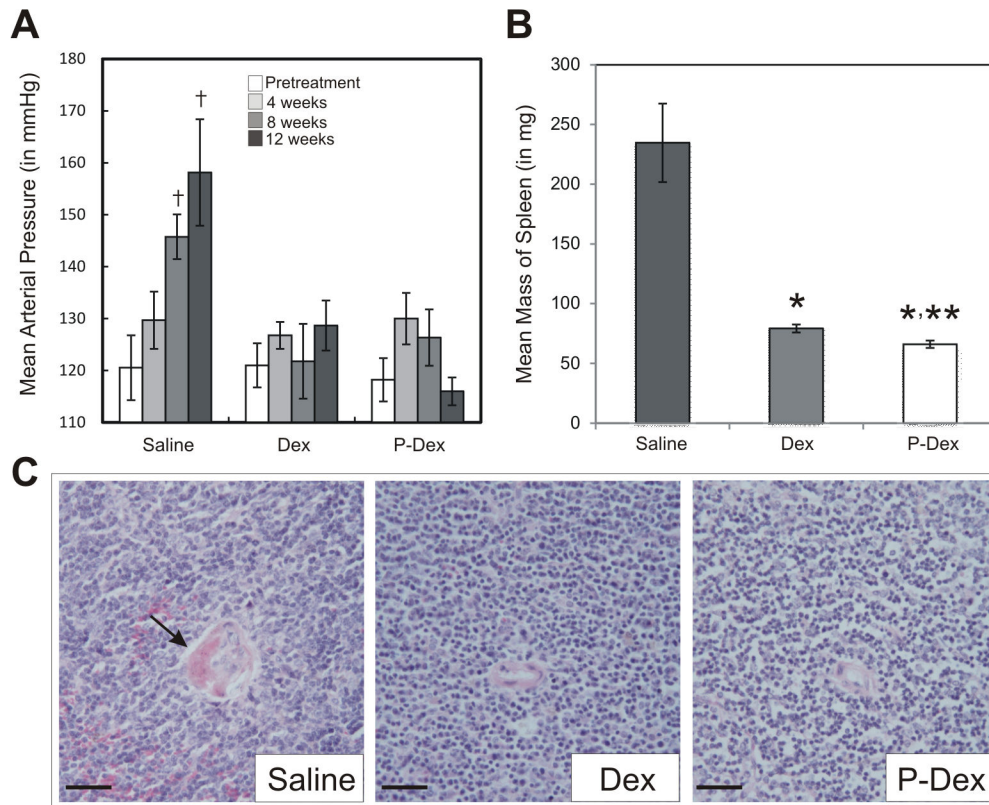 A
Mean Arterial Pressure (in mmHg)
180
170
160
150
140
130
120
110
Pretreatment
4 weeks
8 weeks
12 weeks
†
†
Saline
Dex
P-Dex
B
Mean Mass of Spleen (in mg)
300
250
200
150
100
50
0
*
*,**
Saline
Dex
P-Dex
C
Saline
Dex
P-Dex